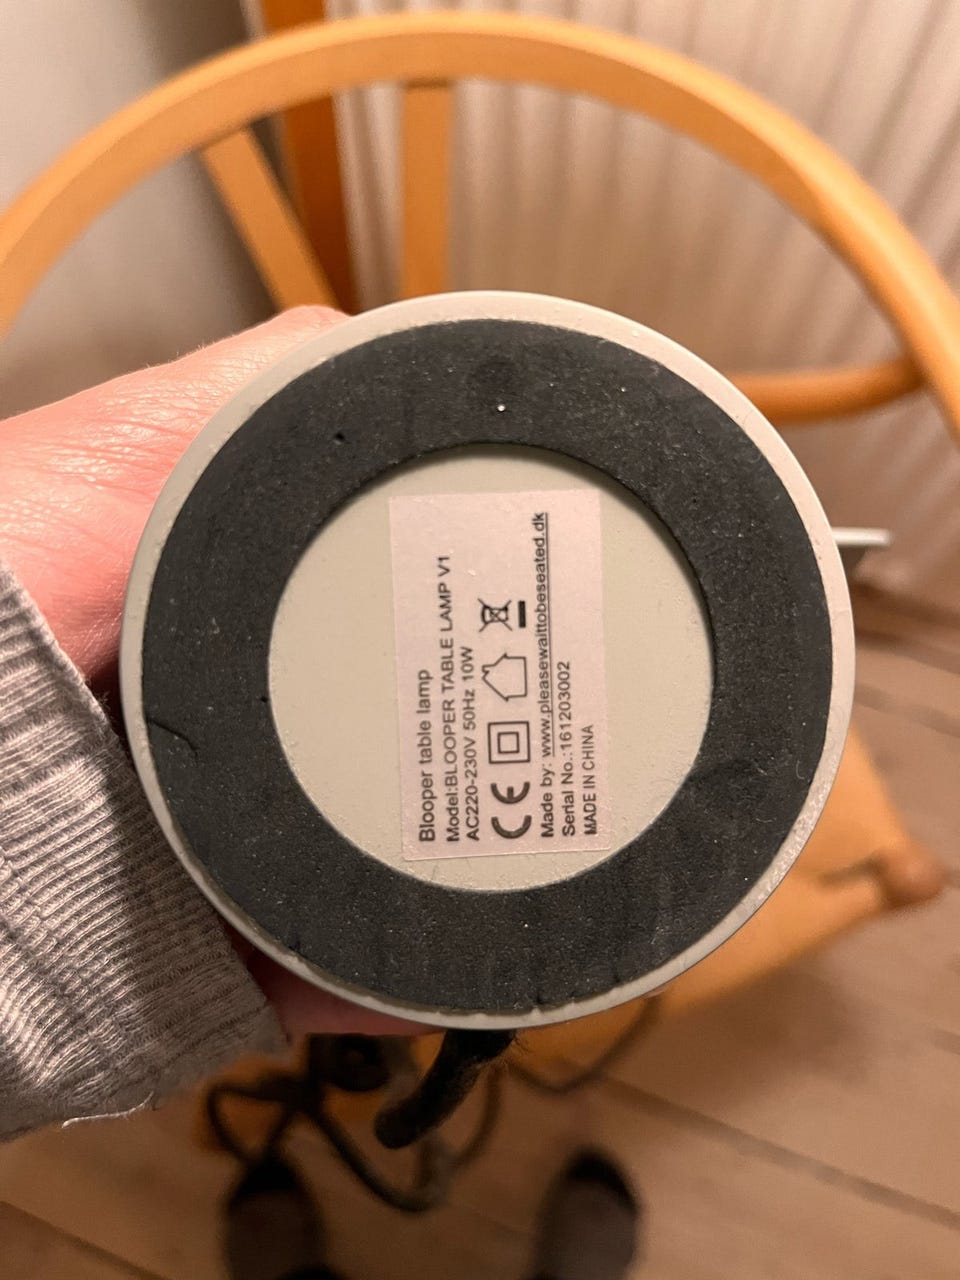 Blooper table lamp
Model:BLOOPER TABLE LAMP V1
AC220-230V 50Hz 10W
CE
Made by: www.pleasewaittobeseated.dk
Serial No.:161203002
MADE IN CHINA